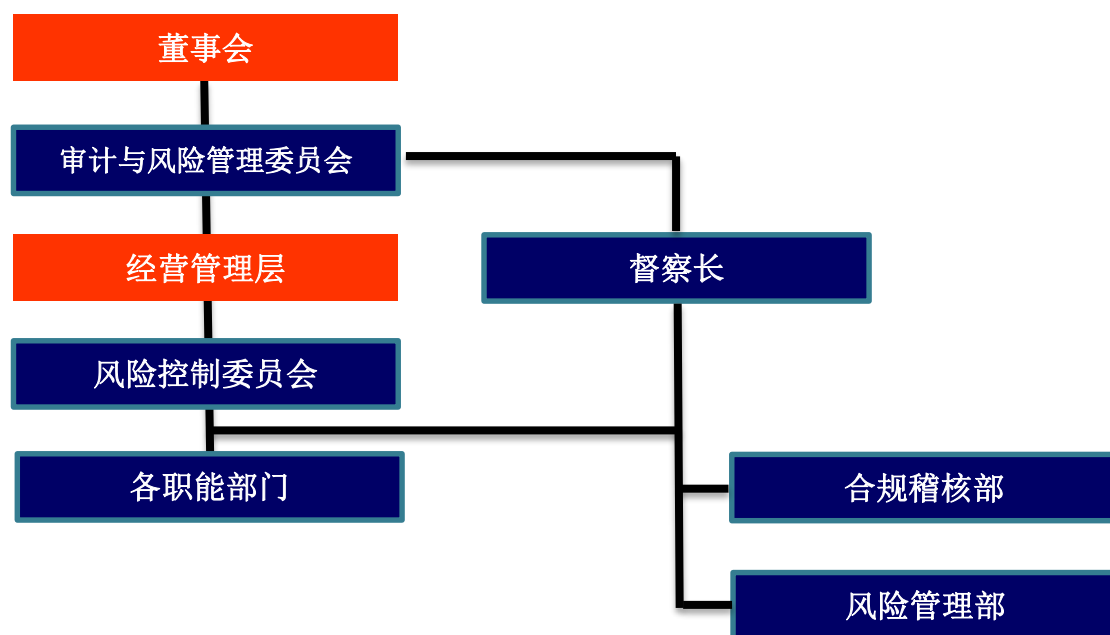 董事会
审计与风险管理委员会
经营管理层
督察长
风险控制委员会
各职能部门
合规稽核部
风险管理部